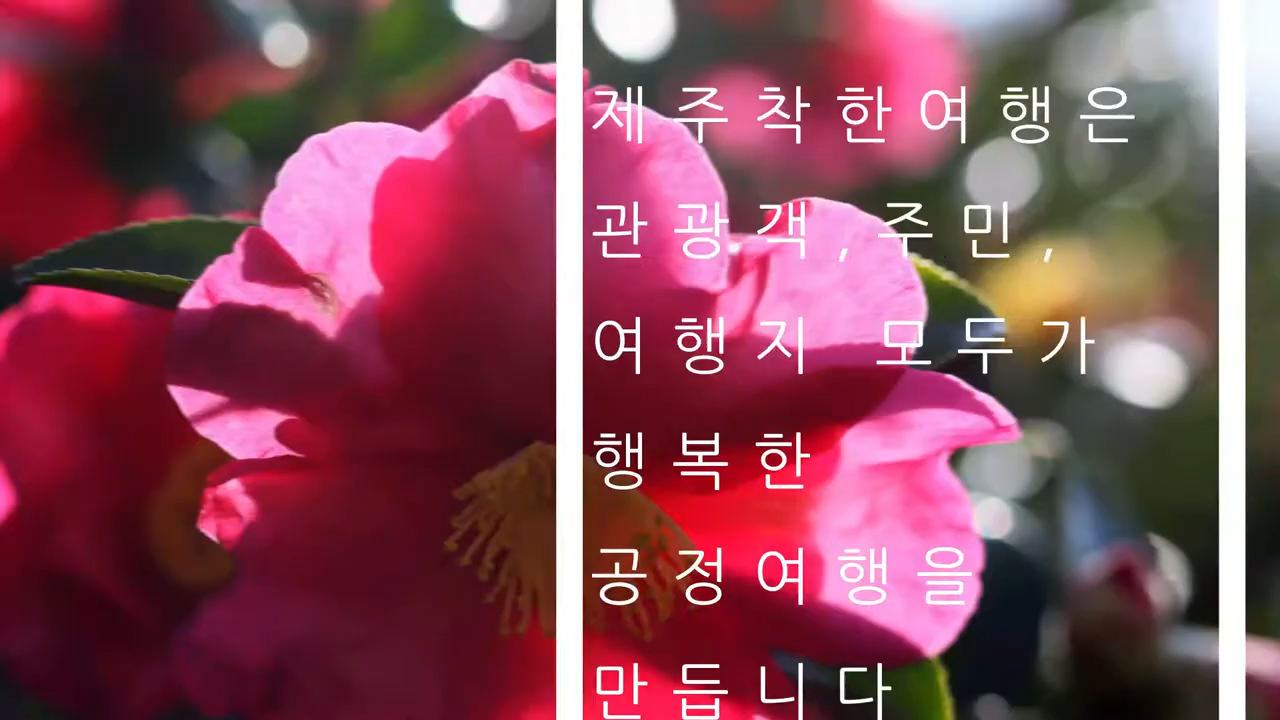 제주착한여행은
관광객,주민,
여행지 모두가
행복한
공정여행을
만듭니다